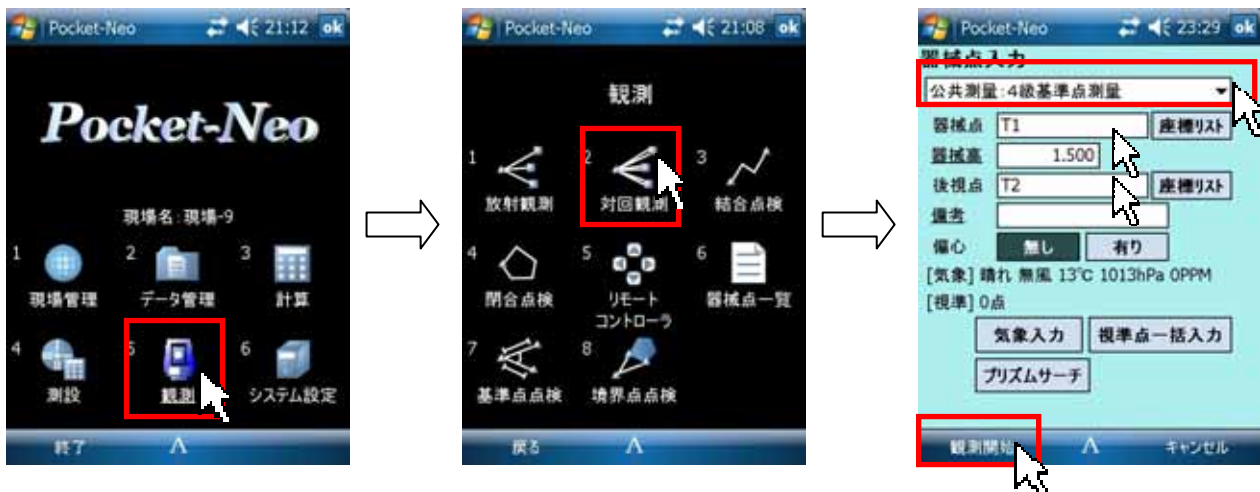 Pocket-Neo 21:12 ok
Pocket-Neo
現場名:現場-9
1 2 3
現場管理 データ管理 計算
4 5 6
測設 観測 システム設定
終了 ∧
Pocket-Neo 21:08 ok
観測
1 2 3
放射観測 対回観測 結合点検
4 5 6
閉合点検 リモート 器械点一覧
コントローラ
7 8
基準点点検 境界点点検
戻る ∧
Pocket-Neo 23:29 ok
器械点入力
公共測量:4級基準点測量
器械点 T1 座標リスト
器械高 1.500
後視点 T2 座標リスト
備考
偏心 無し 有り
[気象] 晴れ 無風 13℃ 1013hPa 0PPM
[視準] 0点
気象入力 視準点一括入力
プリズムサーチ
観測開始 ∧ キャンセル